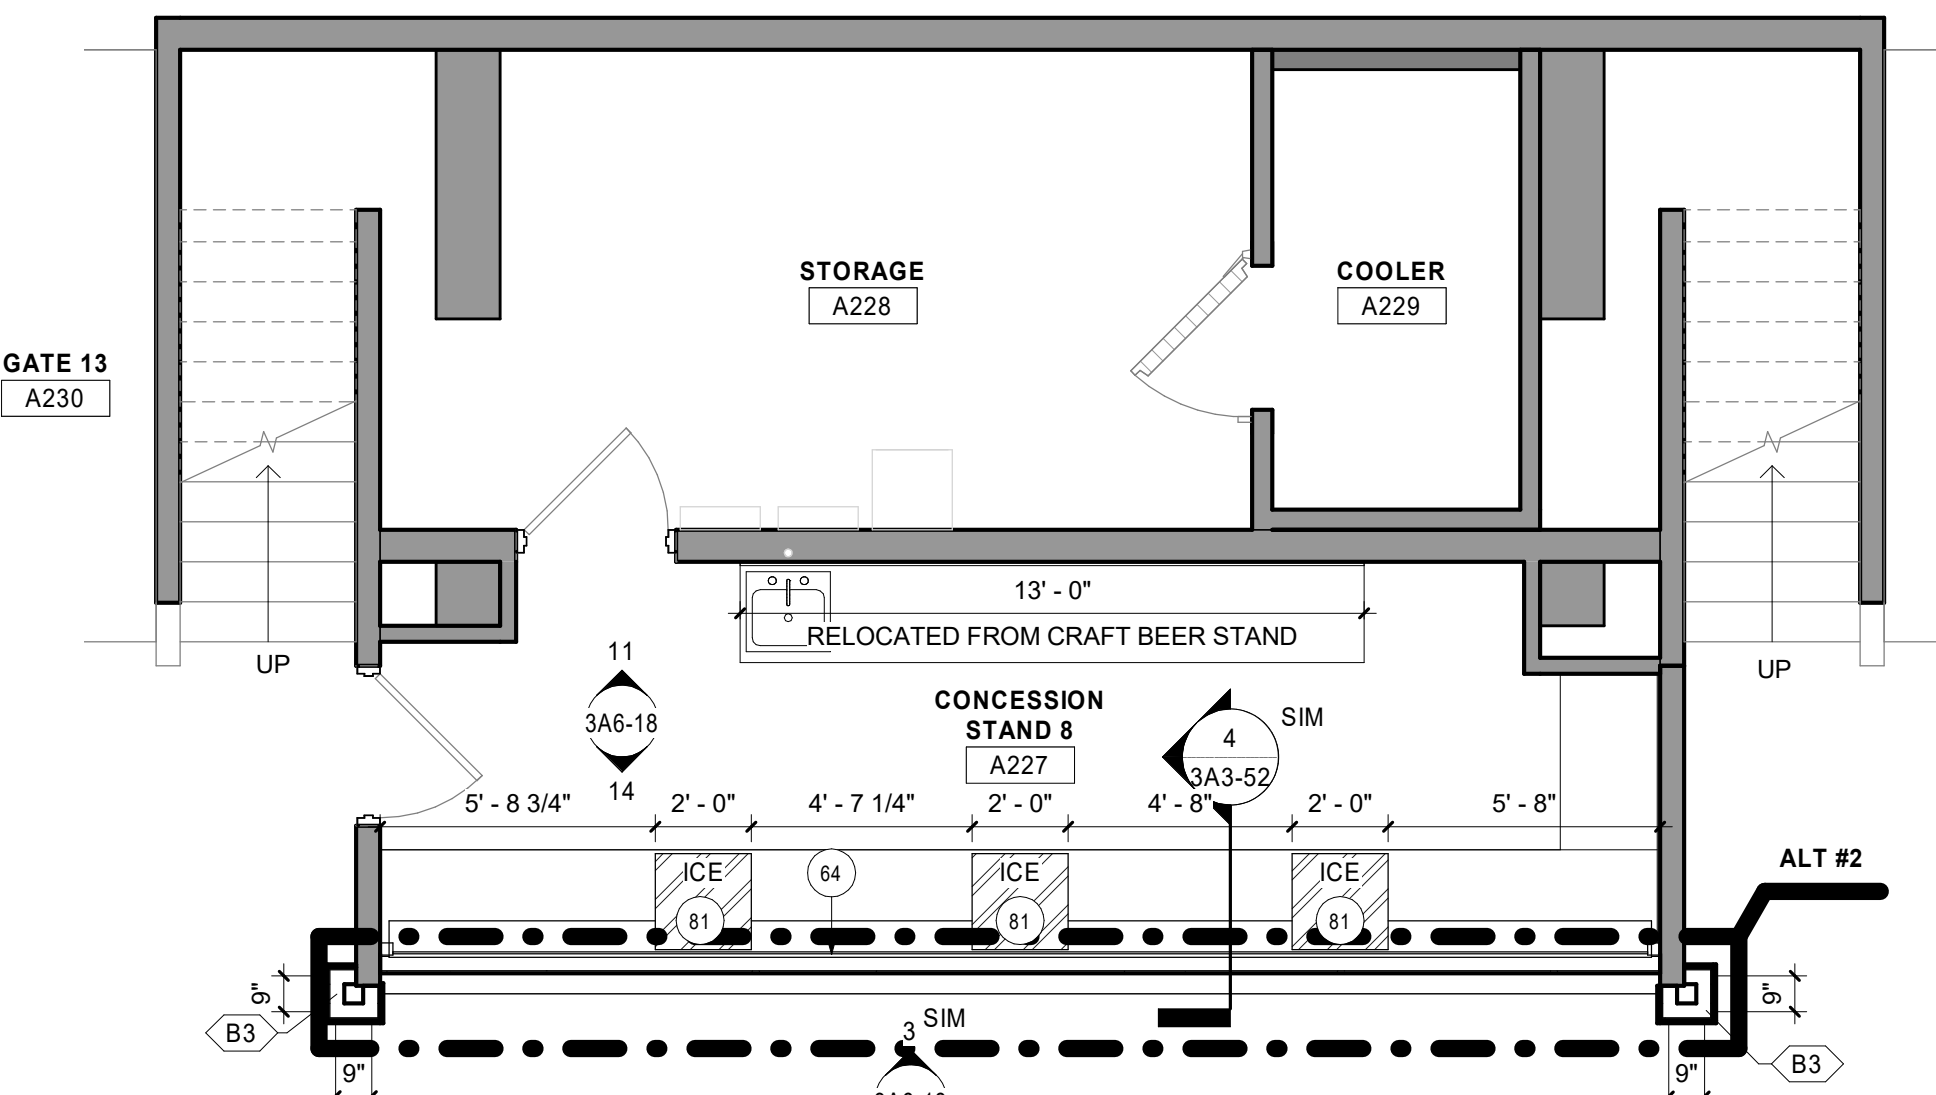 STORAGE
A228
COOLER
A229
GATE 13
A230
13' - 0"
RELOCATED FROM CRAFT BEER STAND
UP
UP
11
3A6-18
14
CONCESSION
STAND 8
A227
SIM
4
3A3-52
5' - 8 3/4"
2' - 0"
4' - 7 1/4"
2' - 0"
4' - 8"
2' - 0"
5' - 8"
ALT #2
ICE
81
64
ICE
81
ICE
81
9"
9"
B3
3
SIM
B3
9"
9"